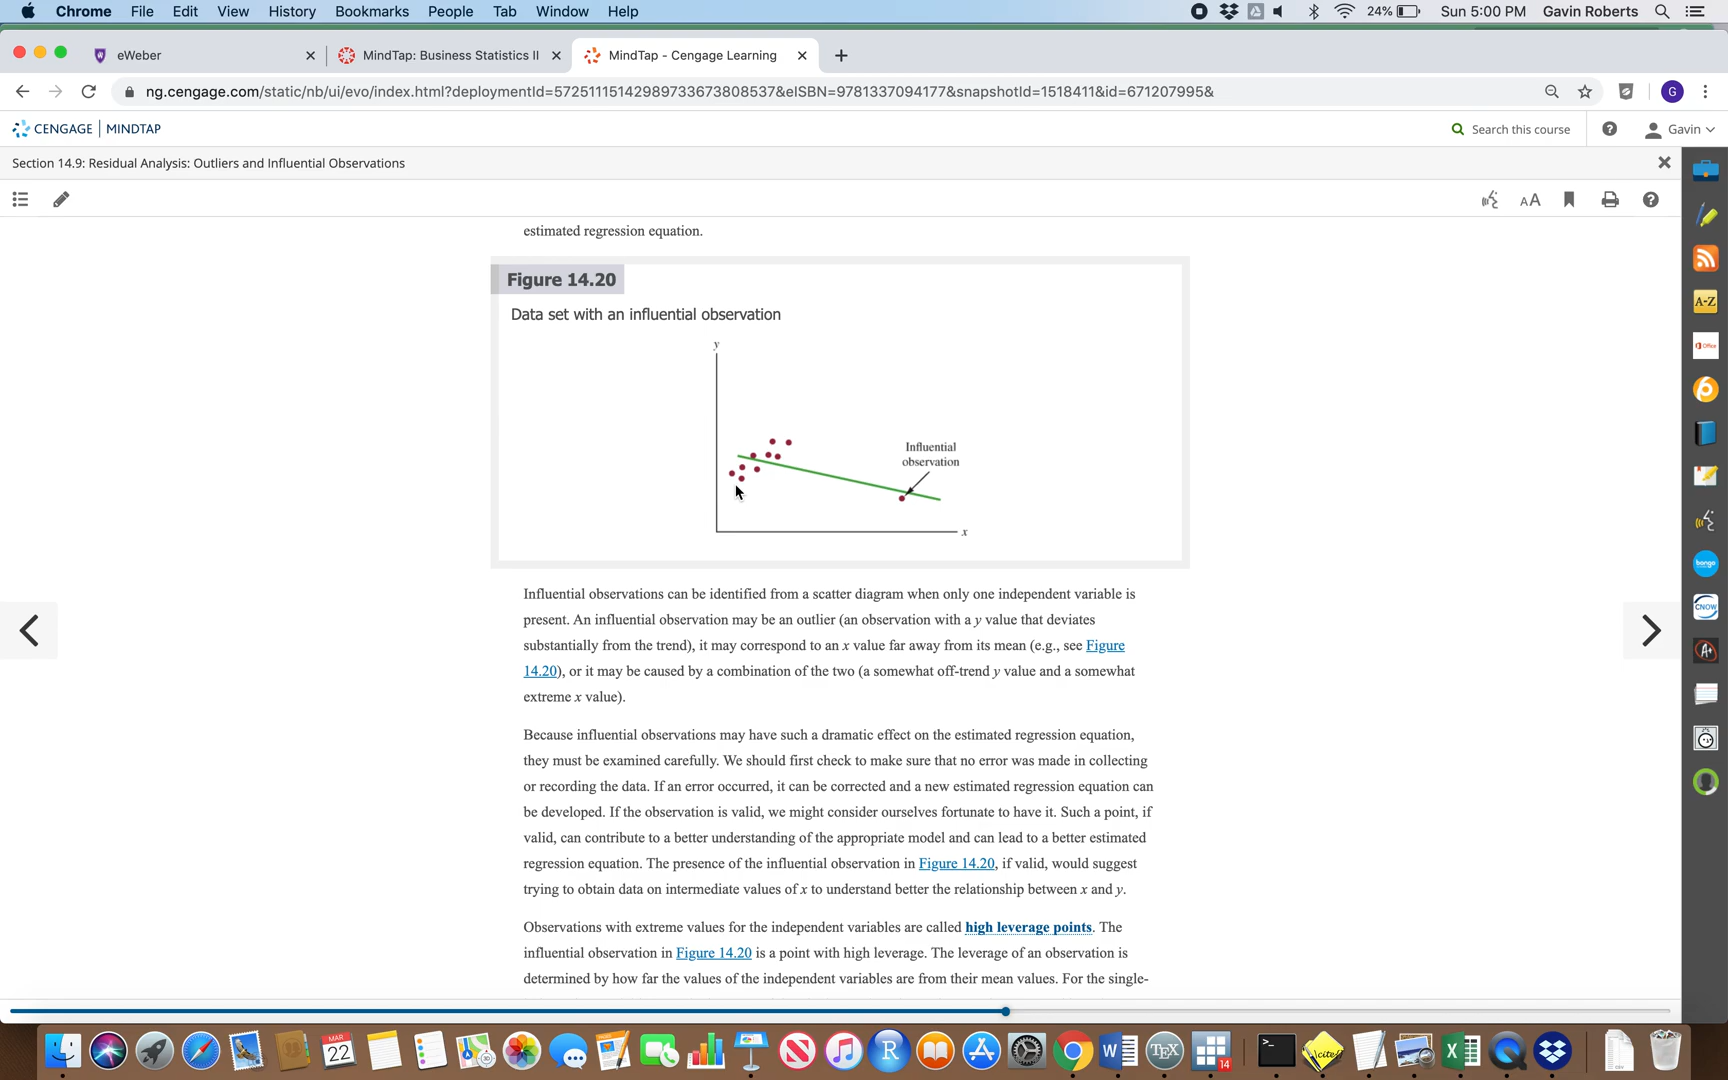 Chrome File Edit View History Bookmarks People Tab Window Help 24% Sun 5:00 PM Gavin Roberts
eWeber MindTap: Business Statistics II MindTap - Cengage Learning
ng.cengage.com/static/nb/ui/evo/index.html?deploymentId=57251115142989733673808537&eISBN=9781337094177&snapshotId=1518411&id=671207995& G
CENGAGE | MINDTAP Search this course Gavin
Section 14.9: Residual Analysis: Outliers and Influential Observations
AA
estimated regression equation.
Figure 14.20
Data set with an influential observation
y
Influential
observation
x
Influential observations can be identified from a scatter diagram when only one independent variable is
present. An influential observation may be an outlier (an observation with a y value that deviates
substantially from the trend), it may correspond to an x value far away from its mean (e.g., see Figure
14.20), or it may be caused by a combination of the two (a somewhat off-trend y value and a somewhat
extreme x value).
Because influential observations may have such a dramatic effect on the estimated regression equation,
they must be examined carefully. We should first check to make sure that no error was made in collecting
or recording the data. If an error occurred, it can be corrected and a new estimated regression equation can
be developed. If the observation is valid, we might consider ourselves fortunate to have it. Such a point, if
valid, can contribute to a better understanding of the appropriate model and can lead to a better estimated
regression equation. The presence of the influential observation in Figure 14.20, if valid, would suggest
trying to obtain data on intermediate values of x to understand better the relationship between x and y.
Observations with extreme values for the independent variables are called high leverage points. The
influential observation in Figure 14.20 is a point with high leverage. The leverage of an observation is
determined by how far the values of the independent variables are from their mean values. For the single-
A-Z
Office
bongo
CNOW
A+
MAR
22
R
W
TEX
14
X